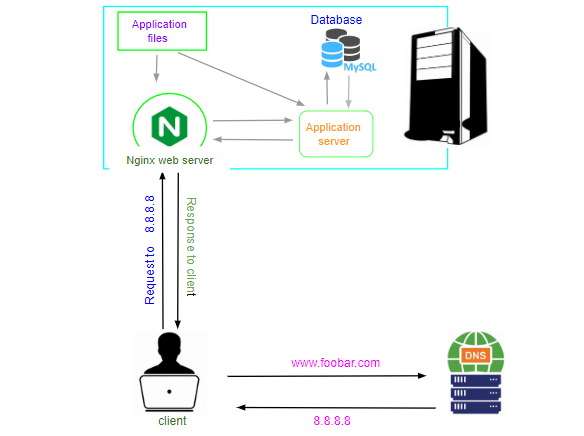 Application
files
Database
MySQL
N
Application
server
Nginx web server
Request to 8.8.8.8
Response to client
www.foobar.com
DNS
client
8.8.8.8